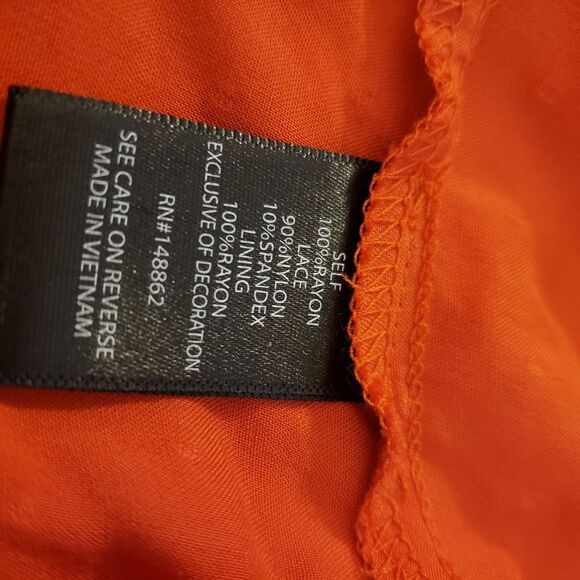 SELF
100%RAYON
LACE
90%NYLON
10%SPANDEX
LINING
100%RAYON
EXCLUSIVE OF DECORATION
RN#148862
SEE CARE ON REVERSE
MADE IN VIETNAM